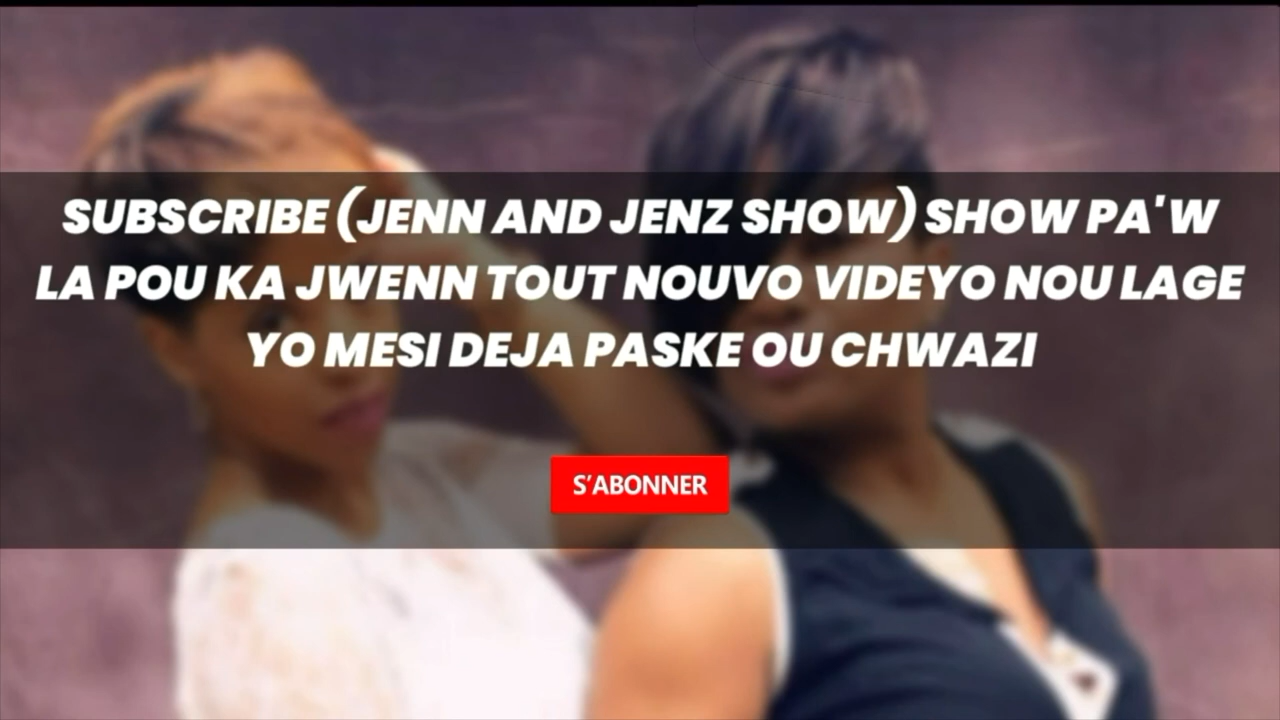 SUBSCRIBE (JENN AND JENZ SHOW) SHOW PA'W
LA POU KA JWENN TOUT NOUVO VIDEYO NOU LAGE
YO MESI DEJA PASKE OU CHWAZI
S'ABONNER